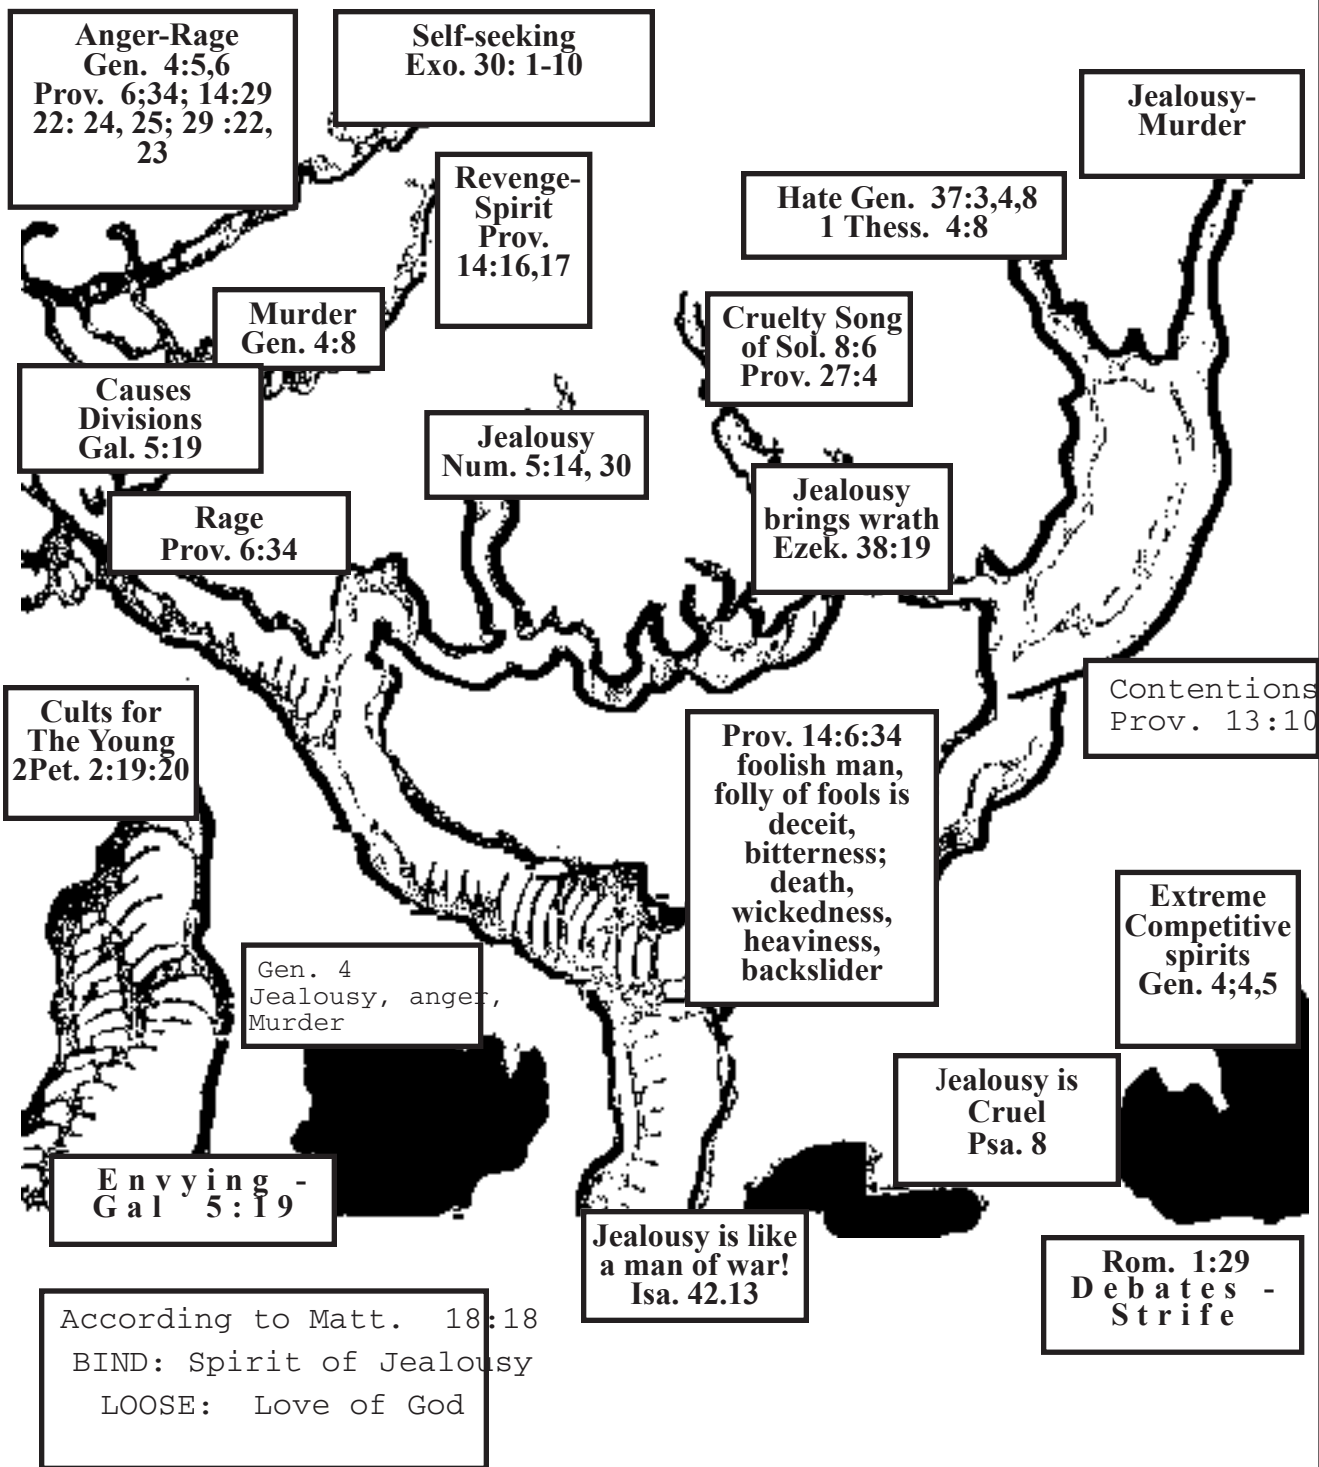 Anger-Rage
Gen. 4:5,6
Prov. 6;34; 14:29
22: 24, 25; 29 :22,
23
Self-seeking
Exo. 30: 1-10
Jealousy-
Murder
Revenge-
Spirit
Prov.
14:16,17
Hate Gen. 37:3,4,8
1 Thess. 4:8
Murder
Gen. 4:8
Cruelty Song
of Sol. 8:6
Prov. 27:4
Causes
Divisions
Gal. 5:19
Jealousy
Num. 5:14, 30
Jealousy
brings wrath
Ezek. 38:19
Rage
Prov. 6:34
Contentions
Prov. 13:10
Cults for
The Young
2Pet. 2:19:20
Prov. 14:6:34
foolish man,
folly of fools is
deceit,
bitterness;
death,
wickedness,
heaviness,
backslider
Extreme
Competitive
spirits
Gen. 4;4,5
Gen. 4
Jealousy, anger,
Murder
Jealousy is
Cruel
Psa. 8
Envying -
Gal 5:19
Jealousy is like
a man of war!
Isa. 42.13
Rom. 1:29
Debates -
Strife
According to Matt. 18:18
BIND: Spirit of Jealousy
LOOSE: Love of God